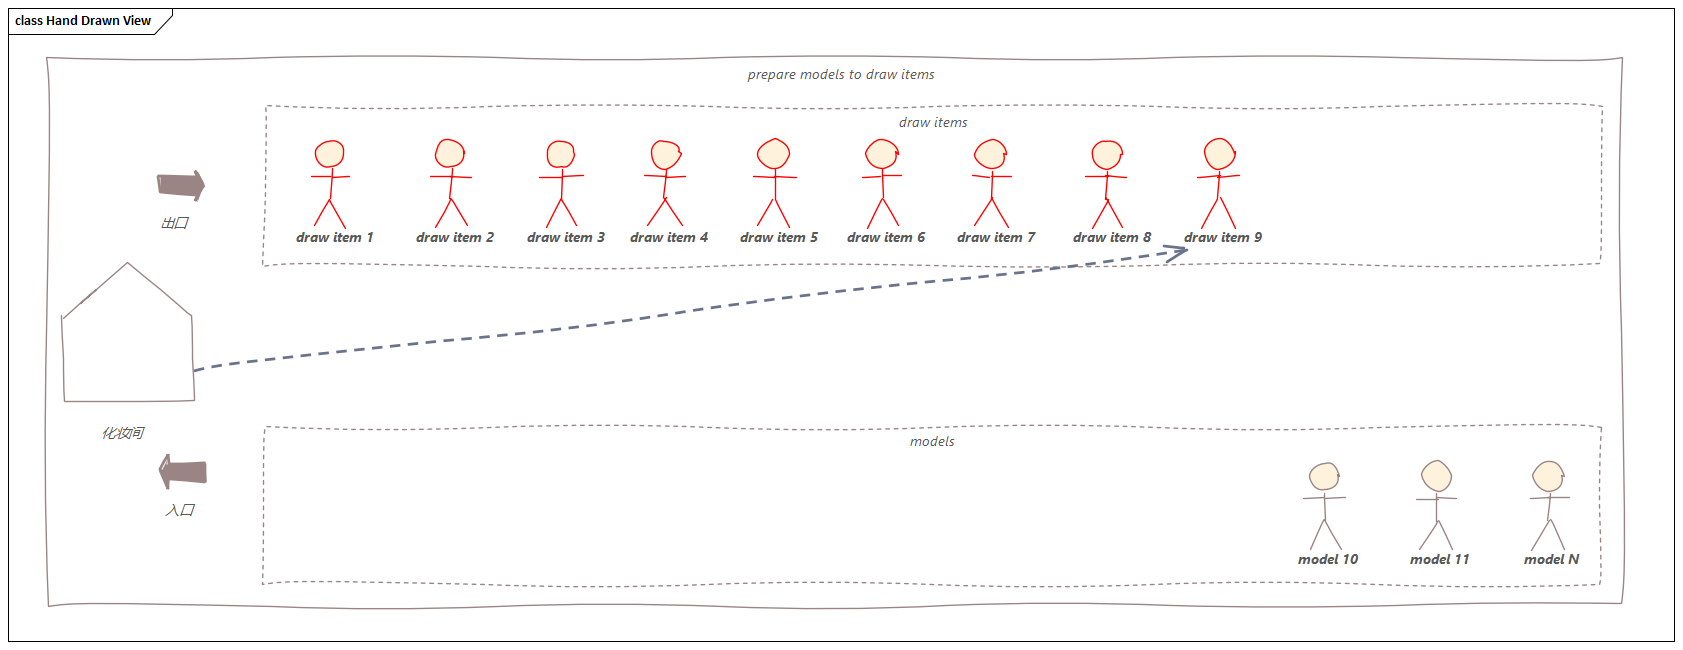 class Hand Drawn View
prepare models to draw items
draw items
draw item 1
draw item 2
draw item 3
draw item 4
draw item 5
draw item 6
draw item 7
draw item 8
draw item 9
出口
化妆间
models
入口
model 10
model 11
model N